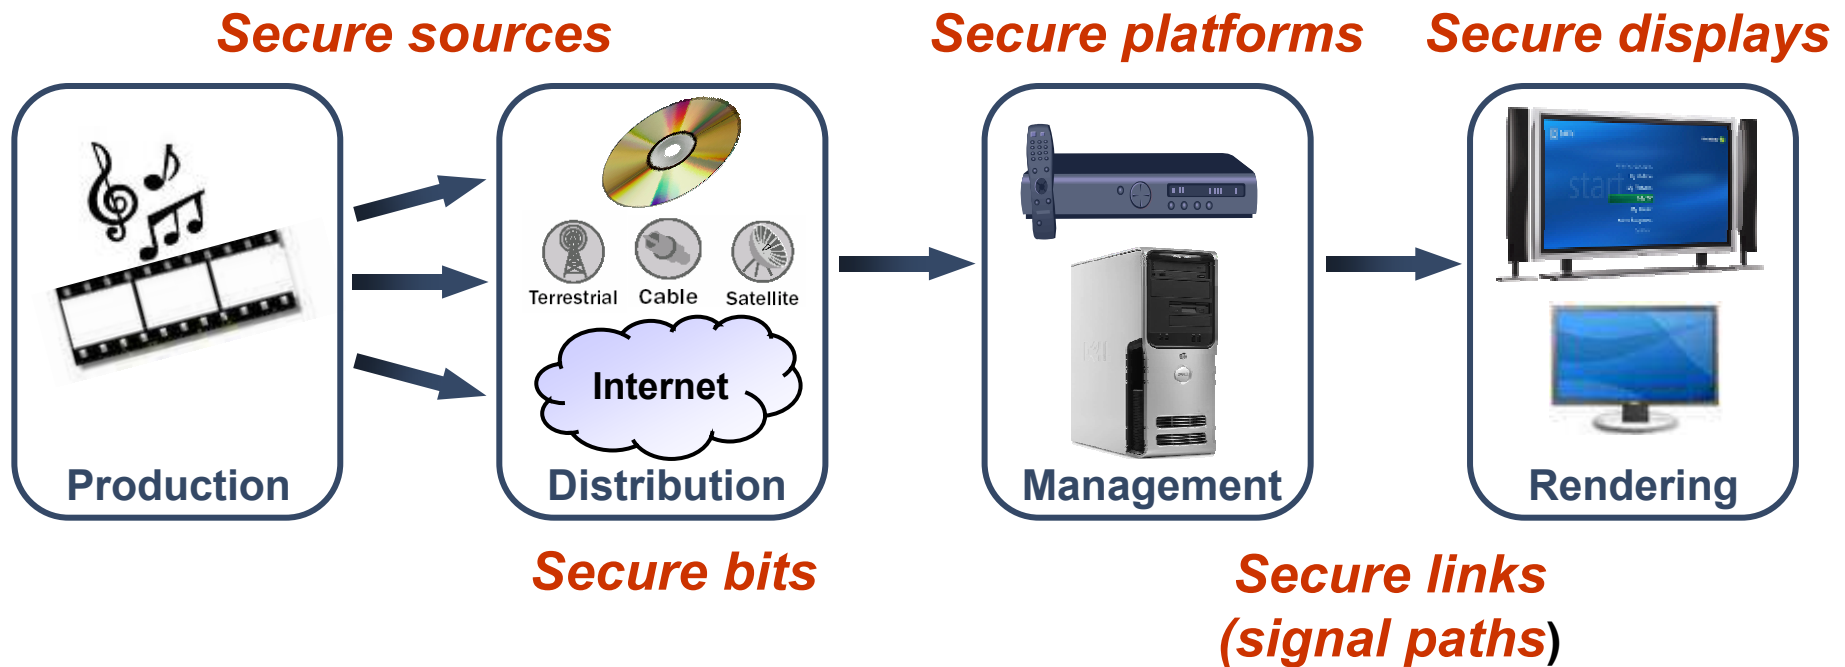 Secure sources
Secure platforms
Secure displays
start
Terrestrial
Cable
Satellite
Internet
Production
Distribution
Management
Rendering
Secure bits
Secure links
(signal paths)